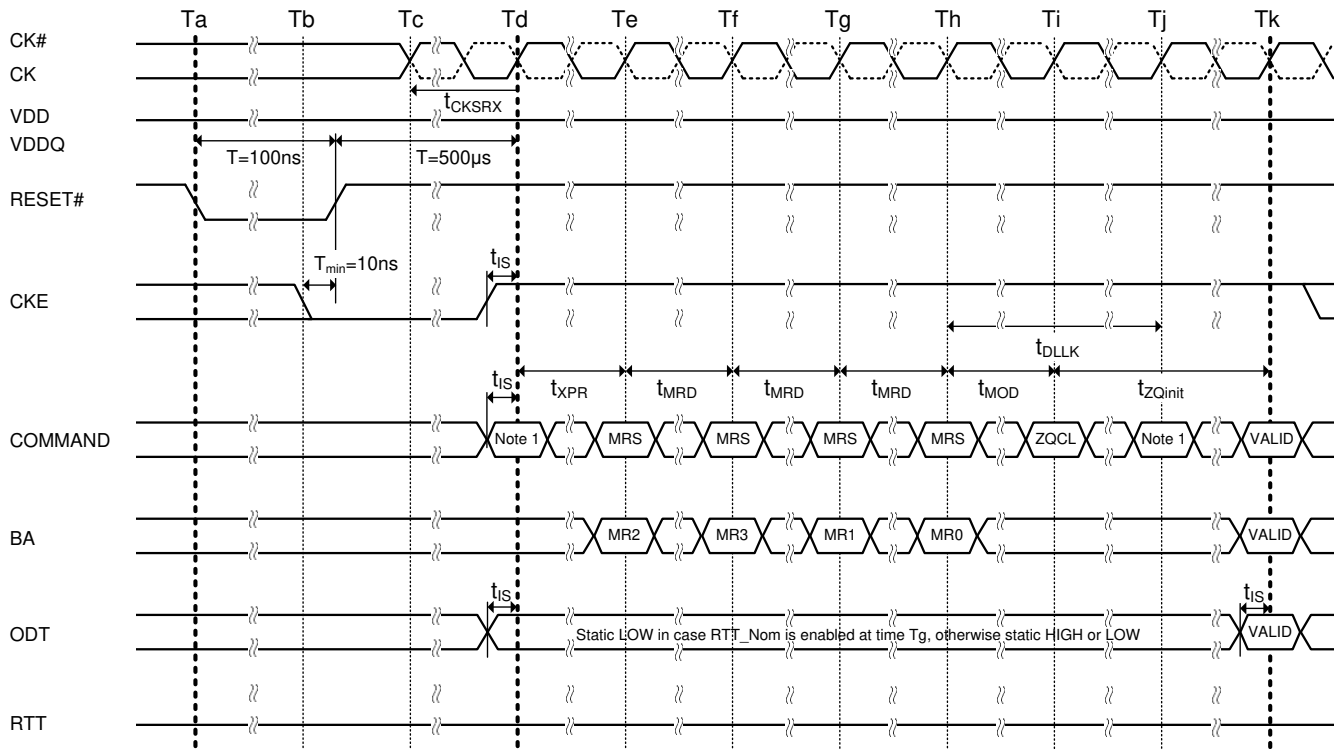 Ta Tb Tc Td Te Tf Tg Th Ti Tj Tk
CK#
CK
tCKSRX
VDD
VDDQ
T=100ns T=500µs
RESET#
Tmin=10ns tIS
CKE
tDLLK
tIS tXPR tMRD tMRD tMRD tMOD tZQinit
COMMAND Note 1 MRS MRS MRS MRS ZQCL Note 1 VALID
BA MR2 MR3 MR1 MR0 VALID
tIS tIS
ODT Static LOW in case RTT_Nom is enabled at time Tg, otherwise static HIGH or LOW VALID
RTT